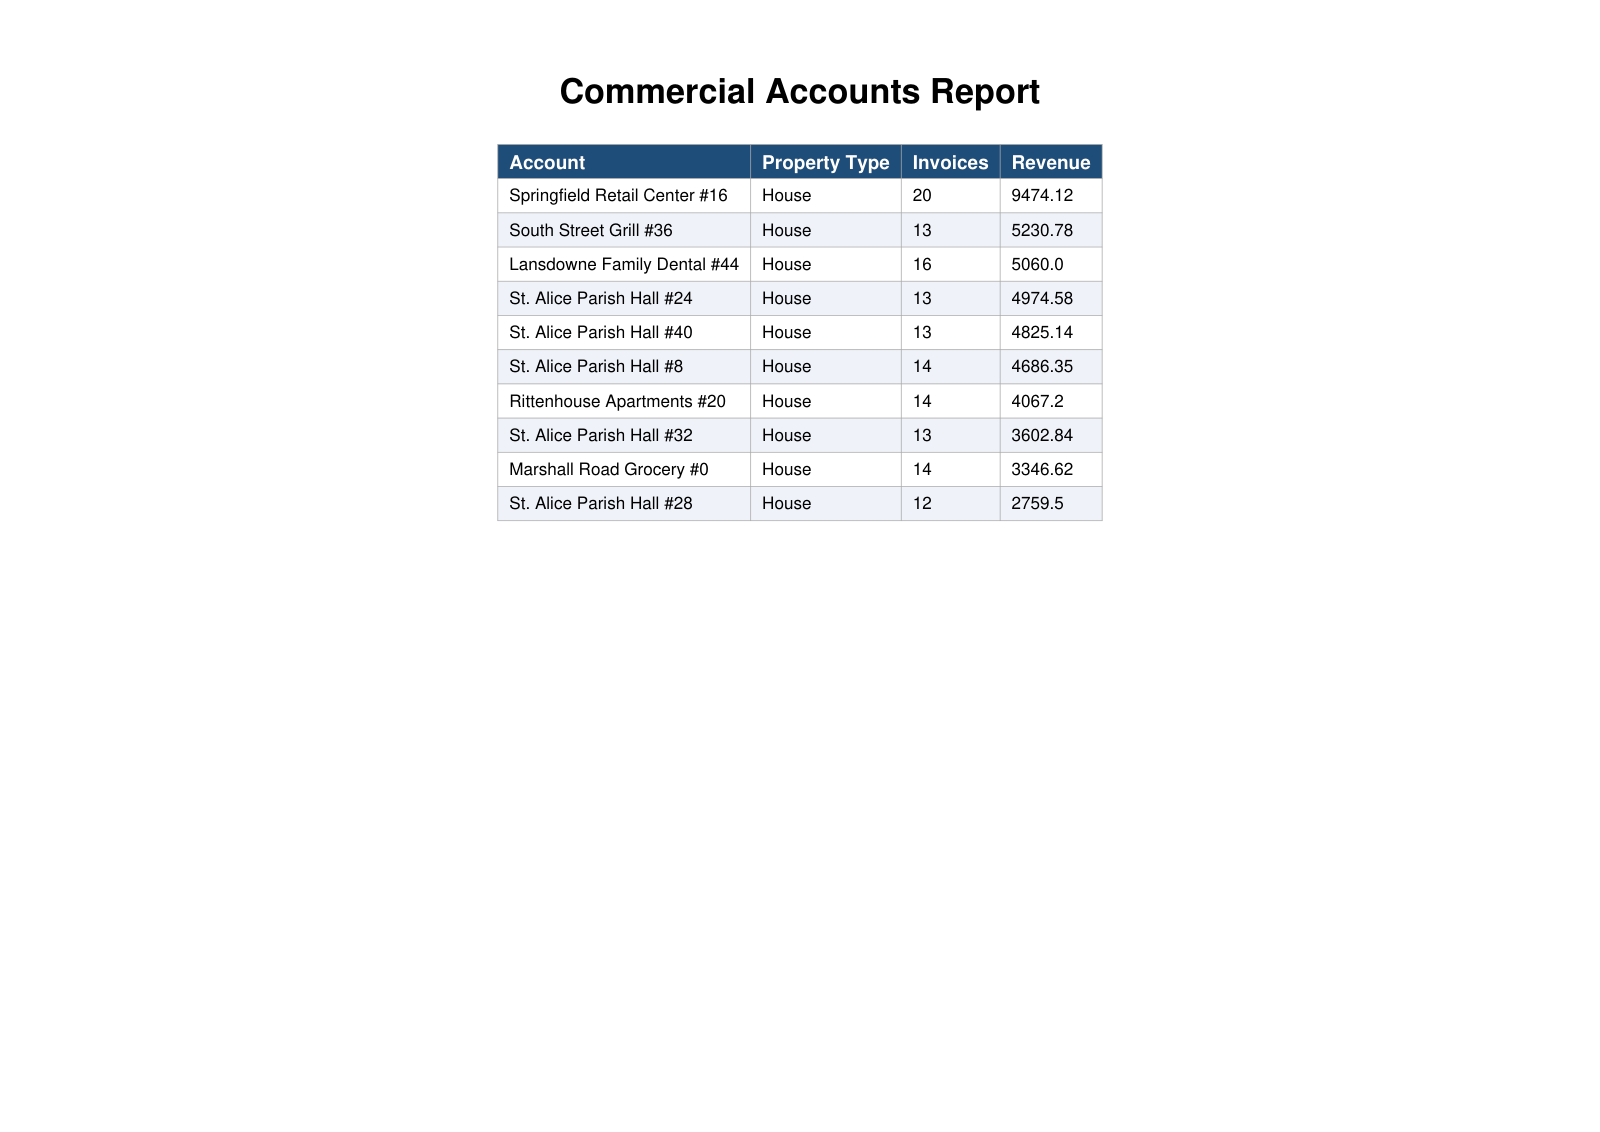 Commercial Accounts Report
Account Property Type Invoices Revenue
Springfield Retail Center #16 House 20 9474.12
South Street Grill #36 House 13 5230.78
Lansdowne Family Dental #44 House 16 5060.0
St. Alice Parish Hall #24 House 13 4974.58
St. Alice Parish Hall #40 House 13 4825.14
St. Alice Parish Hall #8 House 14 4686.35
Rittenhouse Apartments #20 House 14 4067.2
St. Alice Parish Hall #32 House 13 3602.84
Marshall Road Grocery #0 House 14 3346.62
St. Alice Parish Hall #28 House 12 2759.5